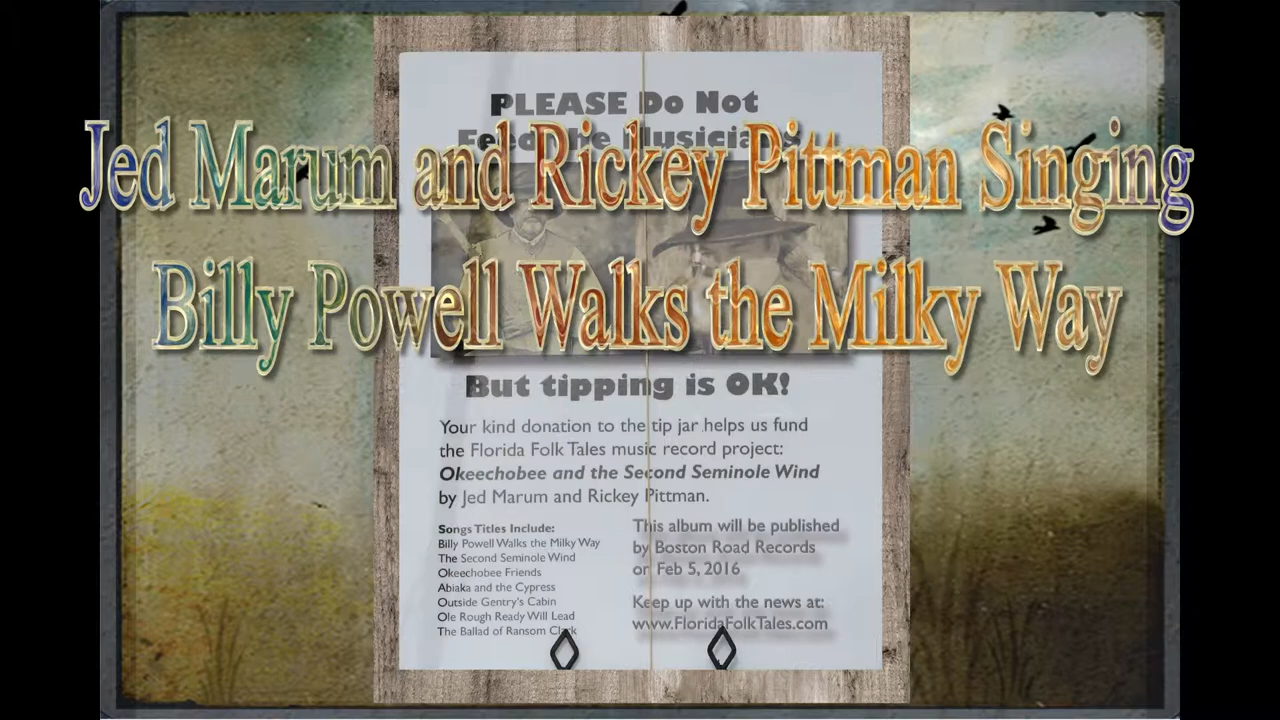 PLEASE Do Not
Feed the Musicians
Jed Marum and Rickey Pittman Singing
Billy Powell Walks the Milky Way
But tipping is OK!
Your kind donation to the tip jar helps us fund
the Florida Folk Tales music record project:
Okeechobee and the Second Seminole Wind
by Jed Marum and Rickey Pittman.
Songs Titles Include:
Billy Powell Walks the Milky Way
The Second Seminole Wind
Okeechobee Friends
Abiaka and the Cypress
Outside Gentry's Cabin
Ole Rough Ready Will Lead
The Ballad of Ransom Clark
This album will be published
by Boston Road Records
on Feb 5, 2016
Keep up with the news at:
www.FloridaFolkTales.com